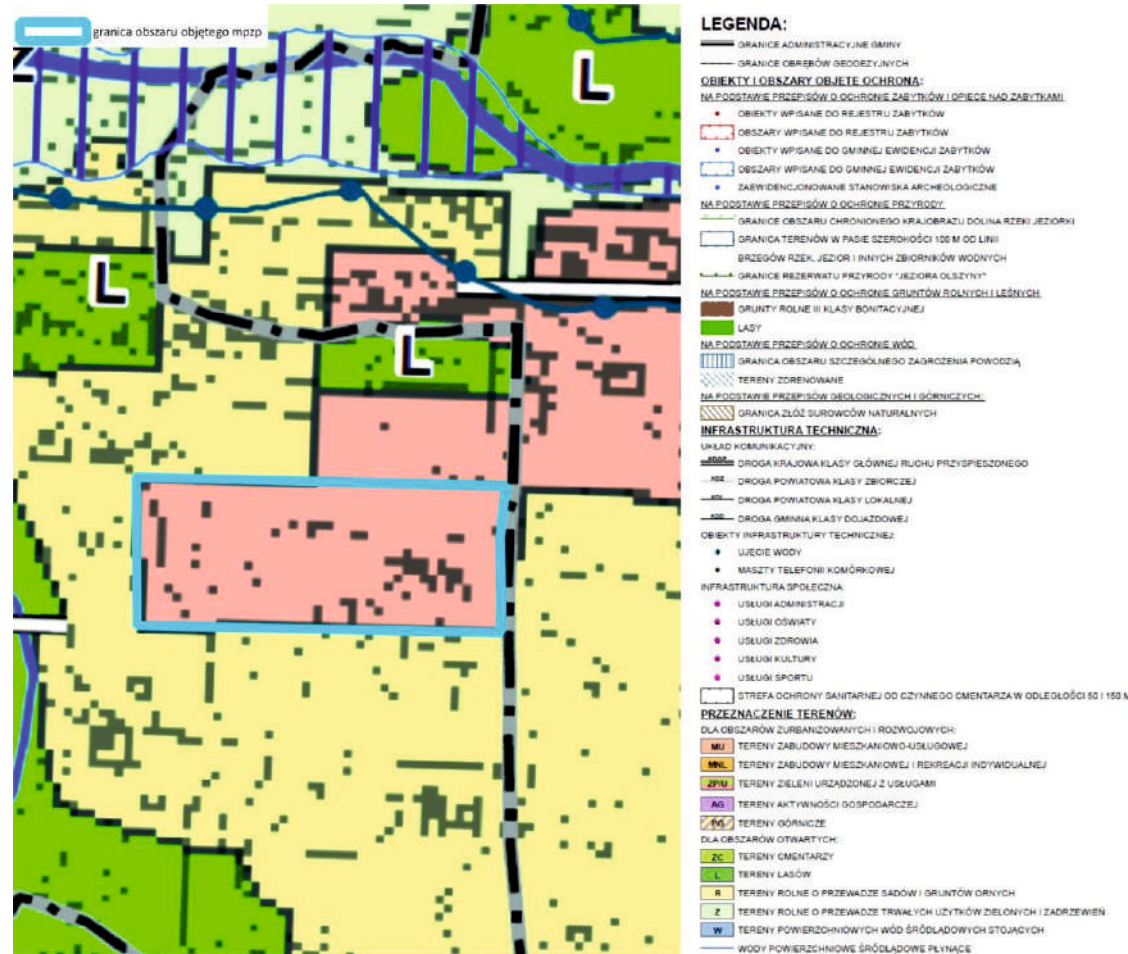 granica obszaru objętego mpzp
L
L
L
LEGENDA:
GRANICE ADMINISTRACYJNE GMINY
GRANICE OBRĘBÓW GEODEZYJNYCH
OBIEKTY I OBSZARY OBJĘTE OCHRONĄ:
NA PODSTAWIE PRZEPISÓW O OCHRONIE ZABYTKÓW I OPIECE NAD ZABYTKAMI
OBIEKTY WPISANE DO REJESTRU ZABYTKÓW
OBSZARY WPISANE DO REJESTRU ZABYTKÓW
OBIEKTY WPISANE DO GMINNEJ EWIDENCJI ZABYTKÓW
OBSZARY WPISANE DO GMINNEJ EWIDENCJI ZABYTKÓW
ZAEWIDENCJONOWANE STANOWISKA ARCHEOLOGICZNE
NA PODSTAWIE PRZEPISÓW O OCHRONIE PRZYRODY:
GRANICE OBSZARU CHRONIONEGO KRAJOBRAZU DOLINA RZEKI JEZIORKI
GRANICA TERENÓW W PASIE SZEROKOŚCI 100 M OD LINII
BRZEGÓW RZEK, JEZIOR I INNYCH ZBIORNIKÓW WODNYCH
GRANICE REZERWATU PRZYRODY "JEZIORA OLSZYNY"
NA PODSTAWIE PRZEPISÓW O OCHRONIE GRUNTÓW ROLNYCH I LEŚNYCH
GRUNTY ROLNE III KLASY BONITACYJNEJ
LASY
NA PODSTAWIE PRZEPISÓW O OCHRONIE WÓD
GRANICA OBSZARU SZCZEGÓLNEGO ZAGROŻENIA POWODZIĄ
TERENY ZDRENOWANE
NA PODSTAWIE PRZEPISÓW GEOLOGICZNYCH I GÓRNICZYCH:
GRANICA ZŁÓŻ SUROWCÓW NATURALNYCH
INFRASTRUKTURA TECHNICZNA:
UKŁAD KOMUNIKACYJNY:
DROGA KRAJOWA KLASY GŁÓWNEJ RUCHU PRZYSPIESZONEGO
KDZ DROGA POWIATOWA KLASY ZBIORCZEJ
KDL DROGA POWIATOWA KLASY LOKALNEJ
KDD DROGA GMINNA KLASY DOJAZDOWEJ
OBIEKTY INFRASTRUKTURY TECHNICZNEJ:
UJĘCIE WODY
MASZTY TELEFONII KOMÓRKOWEJ
INFRASTRUKTURA SPOŁECZNA
USŁUGI ADMINISTRACJI
USŁUGI OŚWIATY
USŁUGI ZDROWIA
USŁUGI KULTURY
USŁUGI SPORTU
STREFA OCHRONY SANITARNEJ OD CZYNNEGO CMENTARZA W ODLEGŁOŚCI 50 I 150 M
PRZEZNACZENIE TERENÓW:
DLA OBSZARÓW ZURBANIZOWANYCH I ROZWOJOWYCH:
MU TERENY ZABUDOWY MIESZKANIOWO-USŁUGOWEJ
MNL TERENY ZABUDOWY MIESZKANIOWEJ I REKREACJI INDYWIDUALNEJ
ZP/U TERENY ZIELENI URZĄDZONEJ Z USŁUGAMI
AG TERENY AKTYWNOŚCI GOSPODARCZEJ
PG TERENY GÓRNICZE
DLA OBSZARÓW OTWARTYCH:
ZC TERENY CMENTARZY
L TERENY LASÓW
R TERENY ROLNE O PRZEWADZE SADÓW I GRUNTÓW ORNYCH
Z TERENY ROLNE O PRZEWADZE TRWAŁYCH UŻYTKÓW ZIELONYCH I ZADRZEWIEŃ
W TERENY POWIERZCHNIOWYCH WÓD ŚRÓDLĄDOWYCH STOJĄCYCH
WODY POWIERZCHNIOWE ŚRÓDLĄDOWE PŁYNĄCE